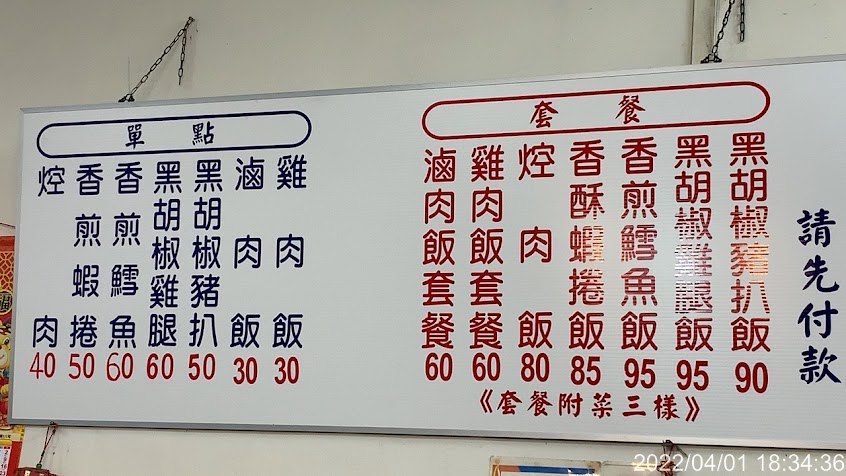 單點
焢肉 40
香煎蝦捲 50
香煎鱈魚 60
黑胡椒雞腿 60
黑胡椒豬扒 50
滷肉飯 30
雞肉飯 30
套餐
滷肉飯套餐 60
雞肉飯套餐 60
焢肉飯 80
香酥蝦捲飯 85
香煎鱈魚飯 95
黑胡椒雞腿飯 95
黑胡椒豬扒飯 90
《套餐附菜三樣》
請先付款
2022/04/01 18:34:36